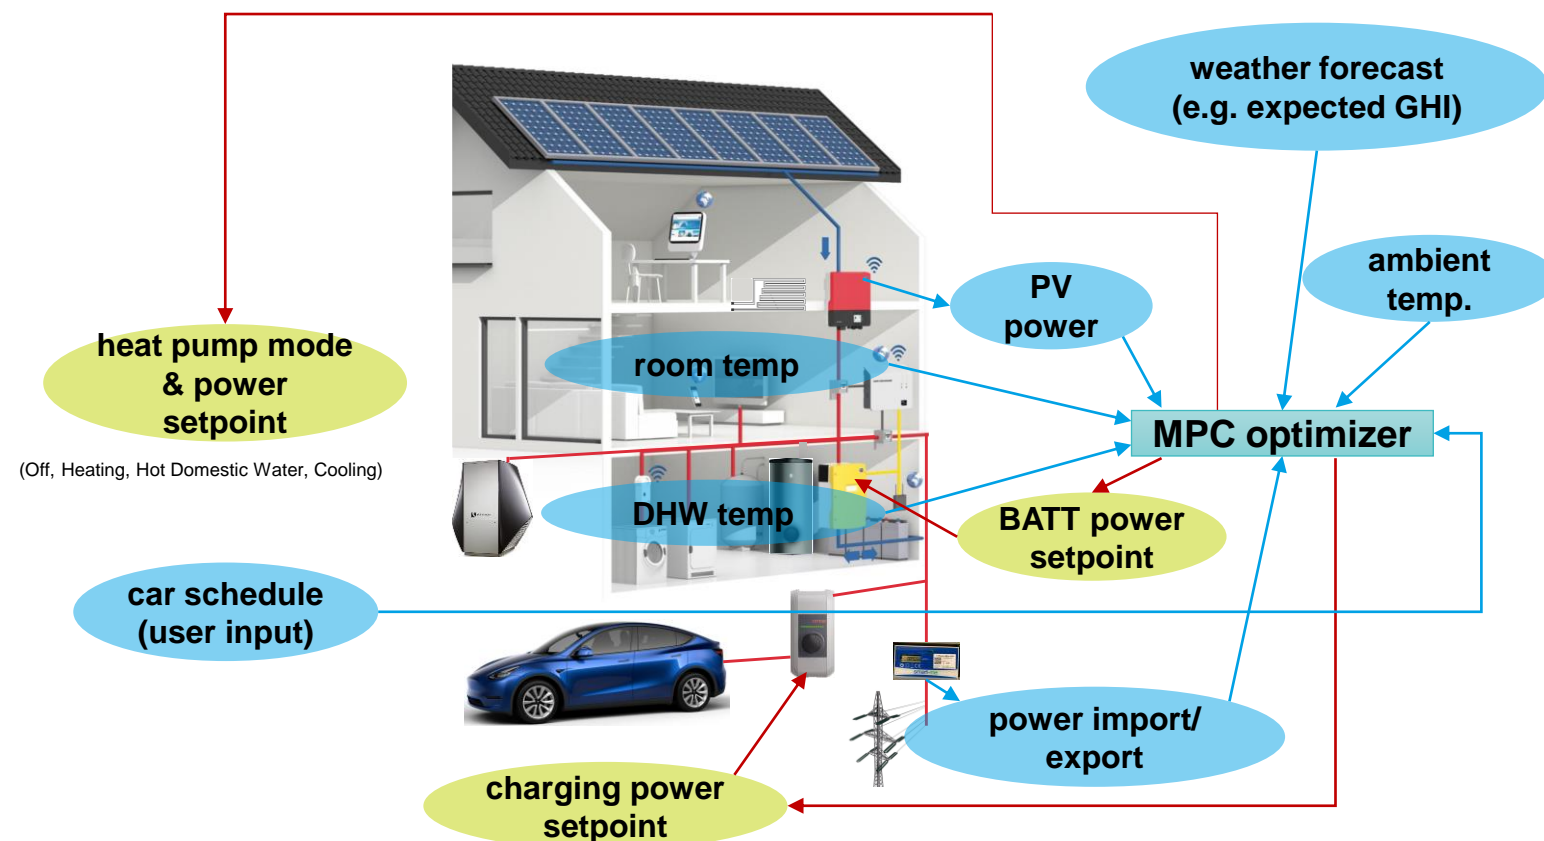 weather forecast
(e.g. expected GHI)
ambient
temp.
PV
power
heat pump mode
& power
setpoint
room temp
MPC optimizer
(Off, Heating, Hot Domestic Water, Cooling)
DHW temp
BATT power
setpoint
car schedule
(user input)
power import/
export
charging power
setpoint